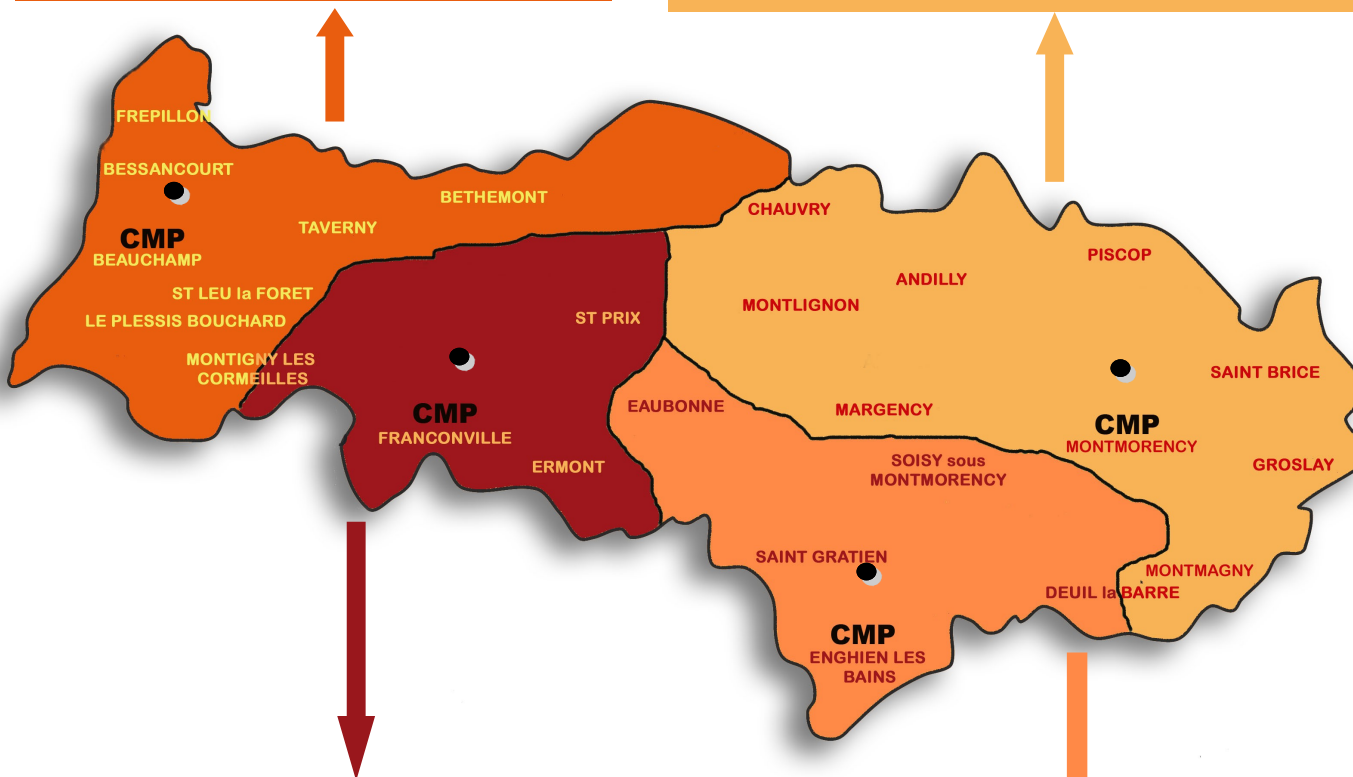 FREPILLON
BESSANCOURT
BETHEMONT
TAVERNY
CMP
BEAUCHAMP
ST LEU la FORET
LE PLESSIS BOUCHARD
MONTIGNY LES
CORMEILLES
ST PRIX
CMP
FRANCONVILLE
ERMONT
CHAUVRY
PISCOP
ANDILLY
MONTLIGNON
SAINT BRICE
MARGENCY
CMP
MONTMORENCY
GROSLAY
MONTMAGNY
EAUBONNE
SOISY sous
MONTMORENCY
SAINT GRATIEN
DEUIL la BARRE
CMP
ENGHIEN LES
BAINS